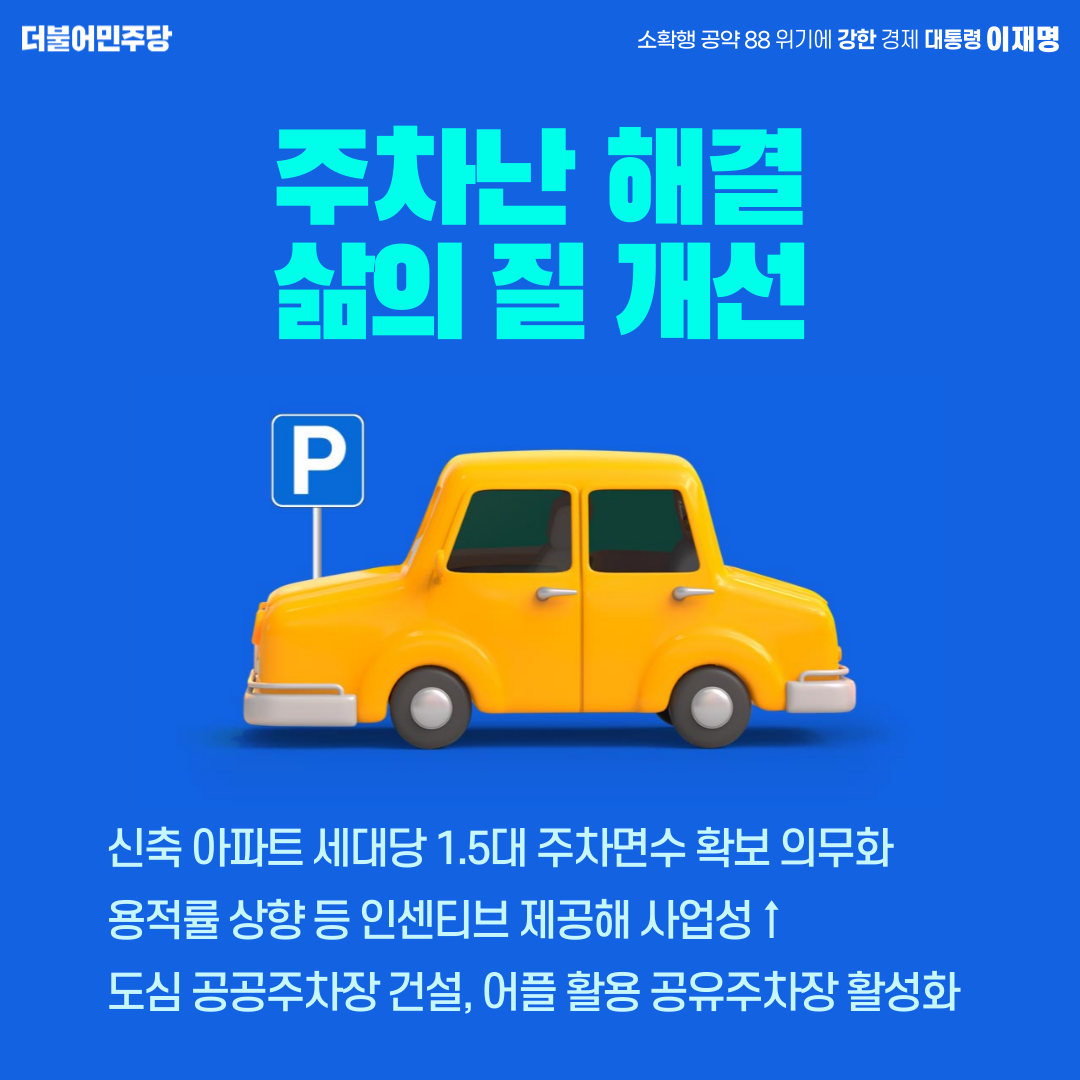 더불어민주당
소확행 공약 88 위기에 강한 경제 대통령 이재명
주차난 해결
삶의 질 개선
P
신축 아파트 세대당 1.5대 주차면수 확보 의무화
용적률 상향 등 인센티브 제공해 사업성↑
도심 공공주차장 건설, 어플 활용 공유주차장 활성화